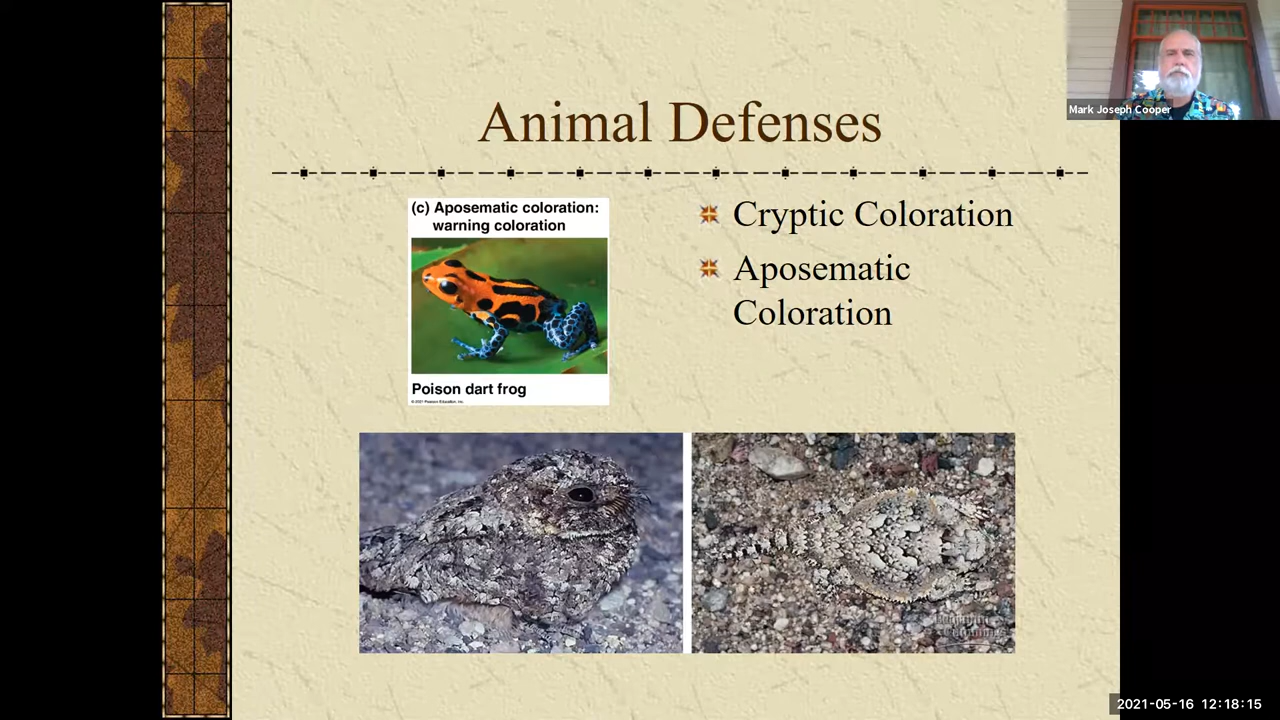 Mark Joseph Cooper
Animal Defenses
(c) Aposematic coloration:
warning coloration
Poison dart frog
© 2021 Pearson Education, Inc.
Cryptic Coloration
Aposematic
Coloration
2021-05-16 12:18:15